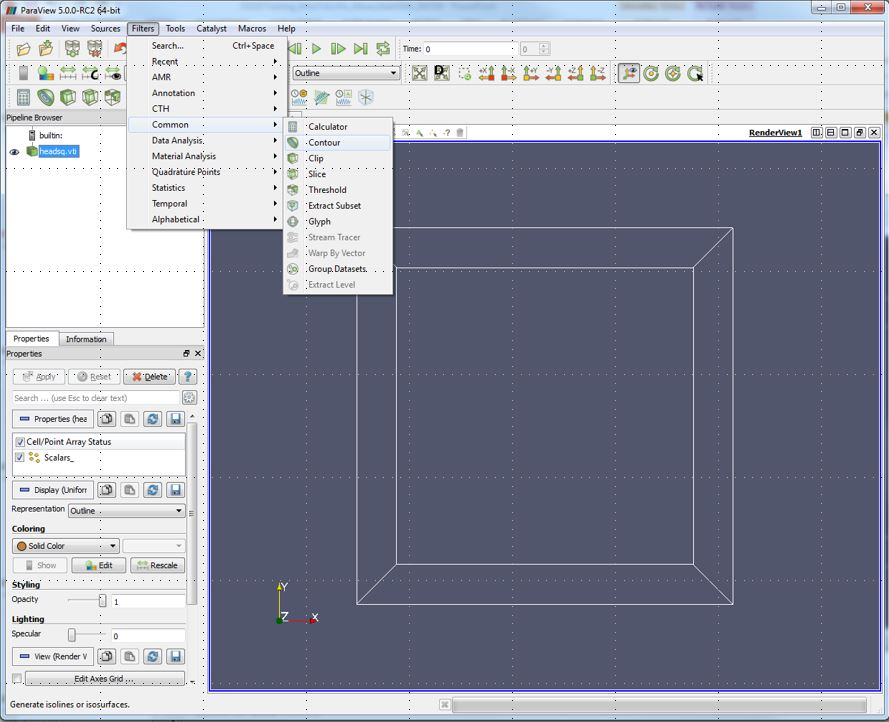 ParaView 5.0.0-RC2 64-bit
File Edit View Sources Filters Tools Catalyst Macros Help
Search... Ctrl+Space
Recent
AMR
Annotation
CTH
Common
Data Analysis
Material Analysis
Quadrature Points
Statistics
Temporal
Alphabetical
Calculator
Contour
Clip
Slice
Threshold
Extract Subset
Glyph
Stream Tracer
Warp By Vector
Group Datasets
Extract Level
Time: 0 0
Outline
Pipeline Browser
builtin:
headsq.vti
RenderView1
Properties Information
Properties
Apply Reset Delete ?
Search ... (use Esc to clear text)
Properties (hea
Cell/Point Array Status
Scalars_
Display (Uniforr
Representation Outline
Coloring
Solid Color
Show Edit Rescale
Styling
Opacity 1
Lighting
Specular 0
View (Render V
Edit Axes Grid ...
Y
Z X
Generate isolines or isosurfaces.